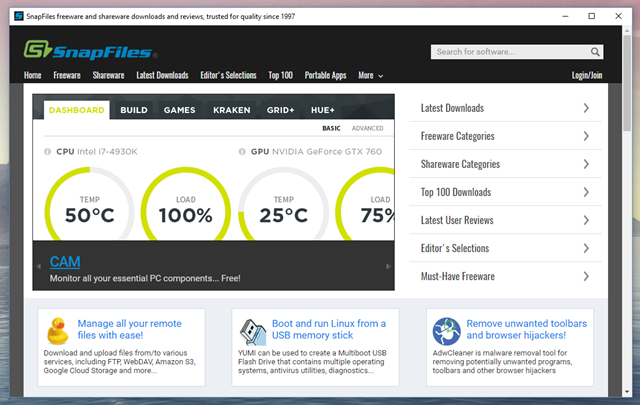 SnapFiles freeware and shareware downloads and reviews, trusted for quality since 1997
SnapFiles®
Search for software...
Home Freeware Shareware Latest Downloads Editor's Selections Top 100 Portable Apps More Login/Join
DASHBOARD BUILD GAMES KRAKEN GRID+ HUE+
BASIC ADVANCED
CPU Intel I7-4930K GPU NVIDIA GeForce GTX 760
TEMP LOAD TEMP LOAD
50°C 100% 25°C 75%
CAM
Monitor all your essential PC components... Free!
Latest Downloads
Freeware Categories
Shareware Categories
Top 100 Downloads
Latest User Reviews
Editor's Selections
Must-Have Freeware
Manage all your remote
files with ease!
Download and upload files from/to various
services, including FTP, WebDAV, Amazon S3,
Google Cloud Storage and more...
Boot and run Linux from a
USB memory stick
YUMI can be used to create a Multiboot USB
Flash Drive that contains multiple operating
systems, antivirus utilities, diagnostics...
Remove unwanted toolbars
and browser hijackers!
AdwCleaner is malware removal tool for
removing potentially unwanted programs,
toolbars and other browser hijackers